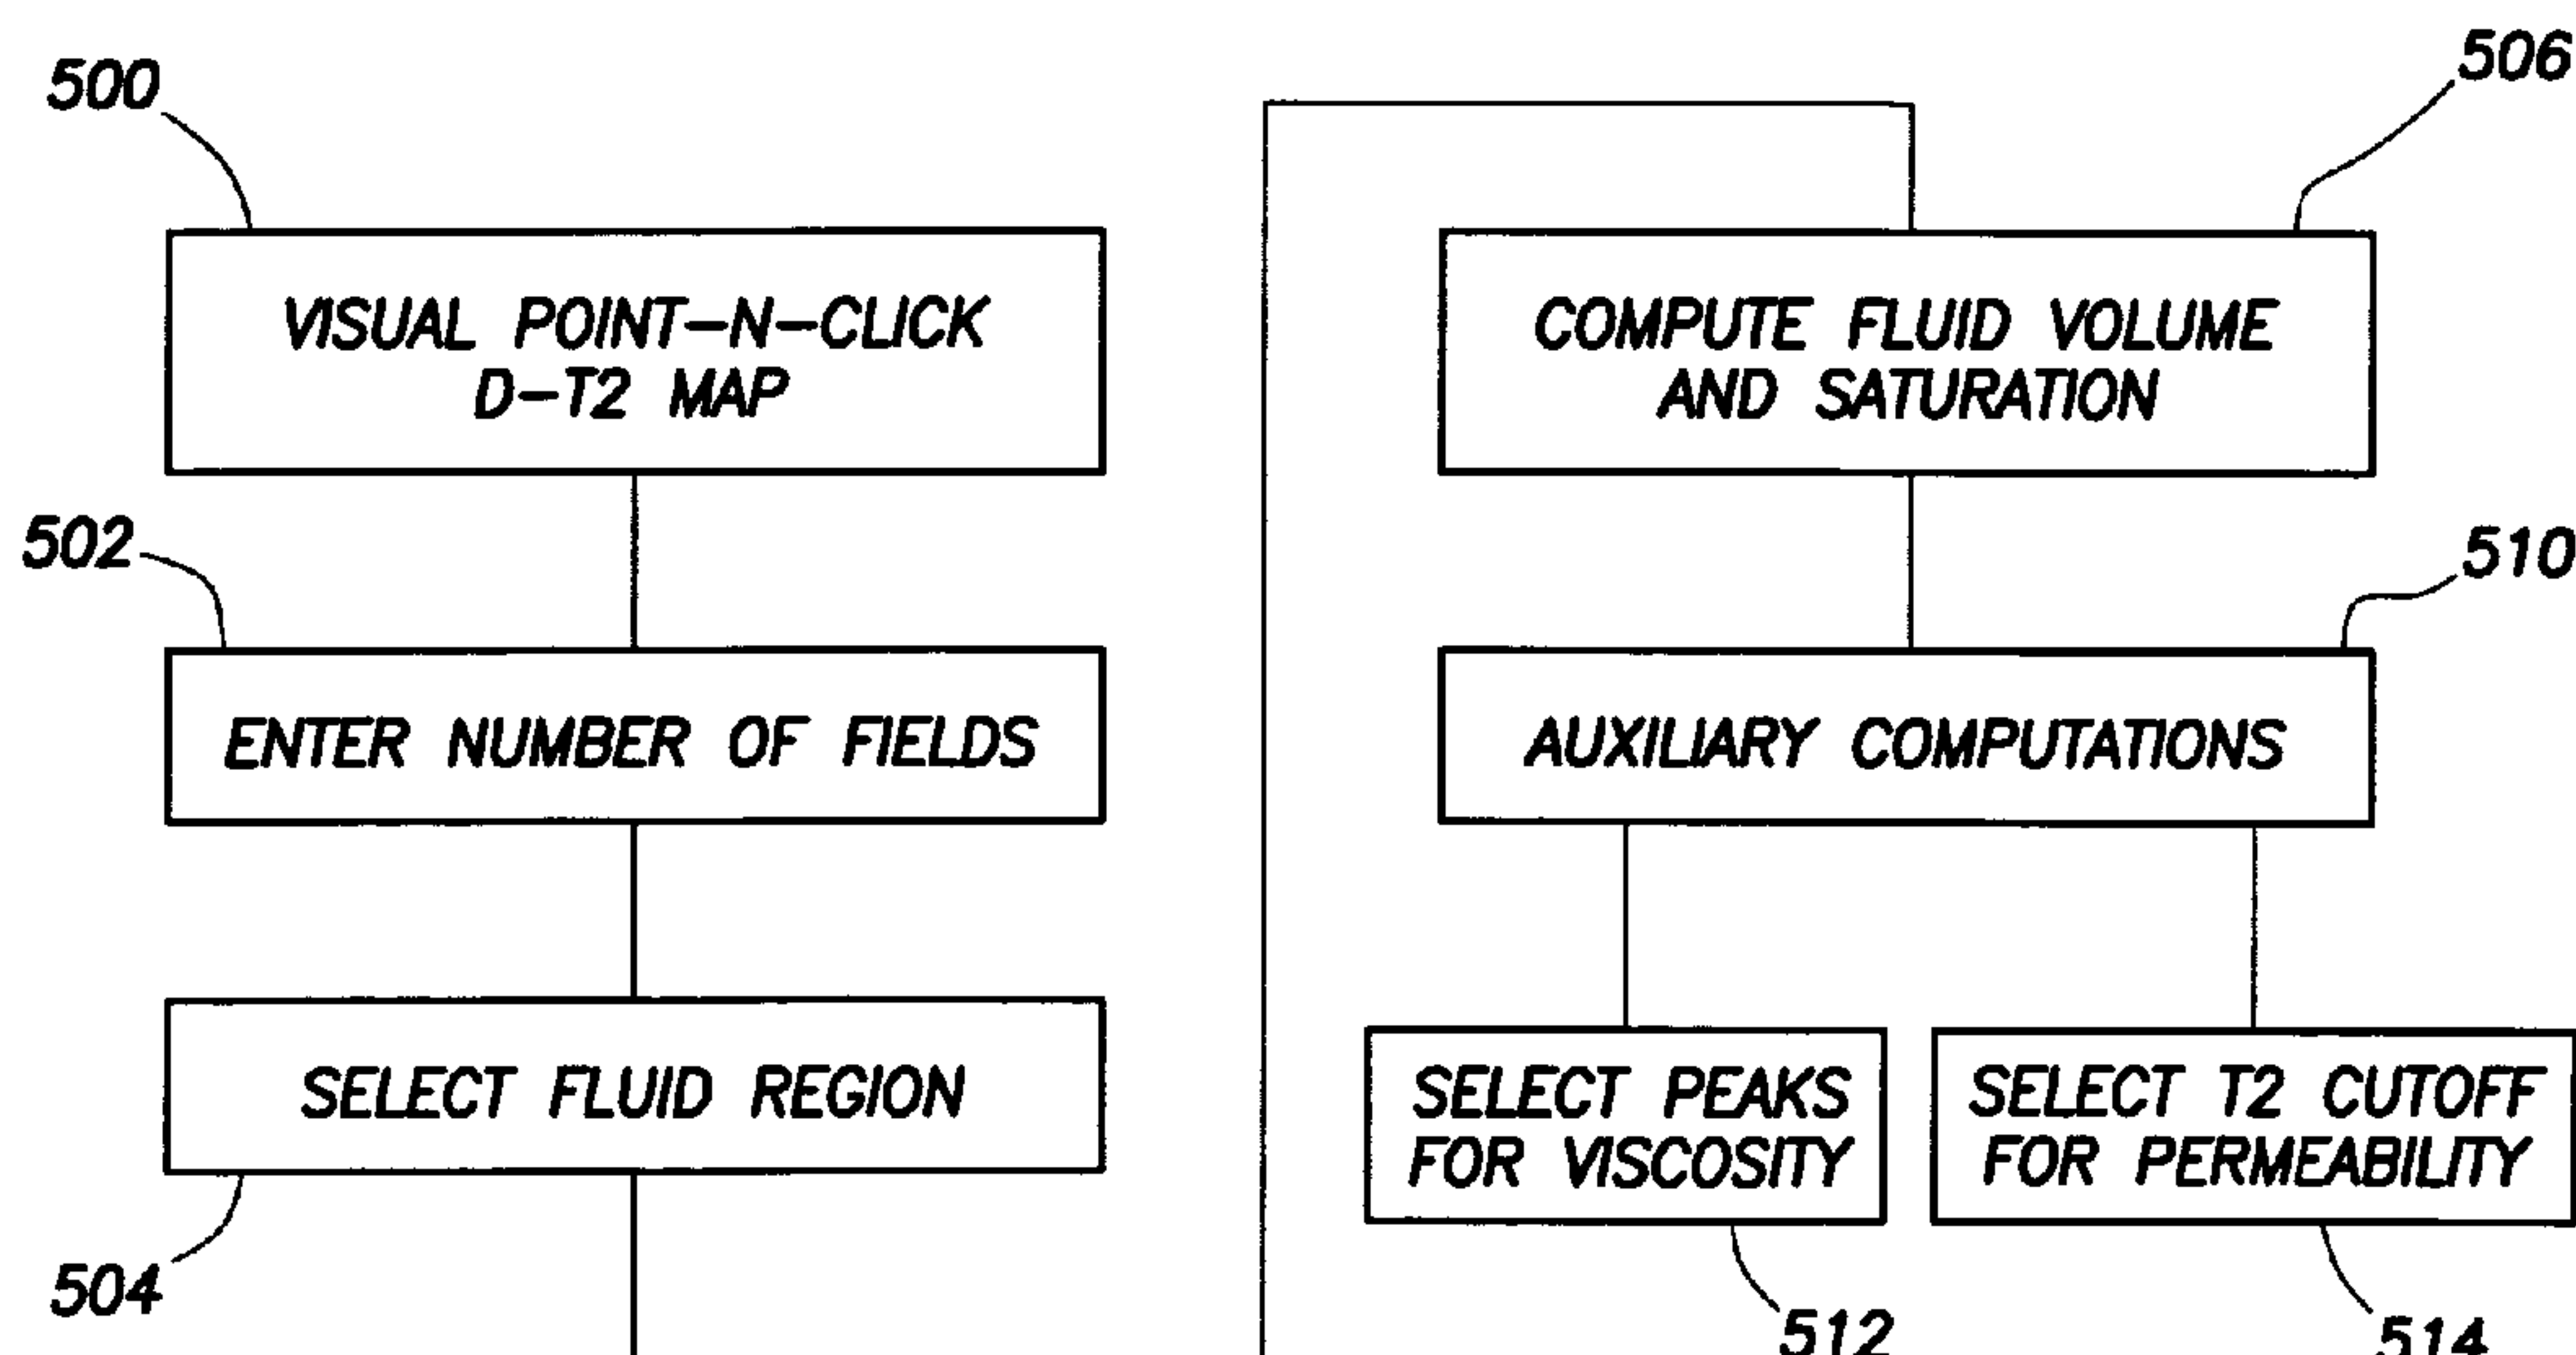 500
VISUAL POINT-N-CLICK
D-T2 MAP
502
ENTER NUMBER OF FIELDS
SELECT FLUID REGION
504
506
COMPUTE FLUID VOLUME
AND SATURATION
510
AUXILIARY COMPUTATIONS
SELECT PEAKS
FOR VISCOSITY
512
SELECT T2 CUTOFF
FOR PERMEABILITY
514